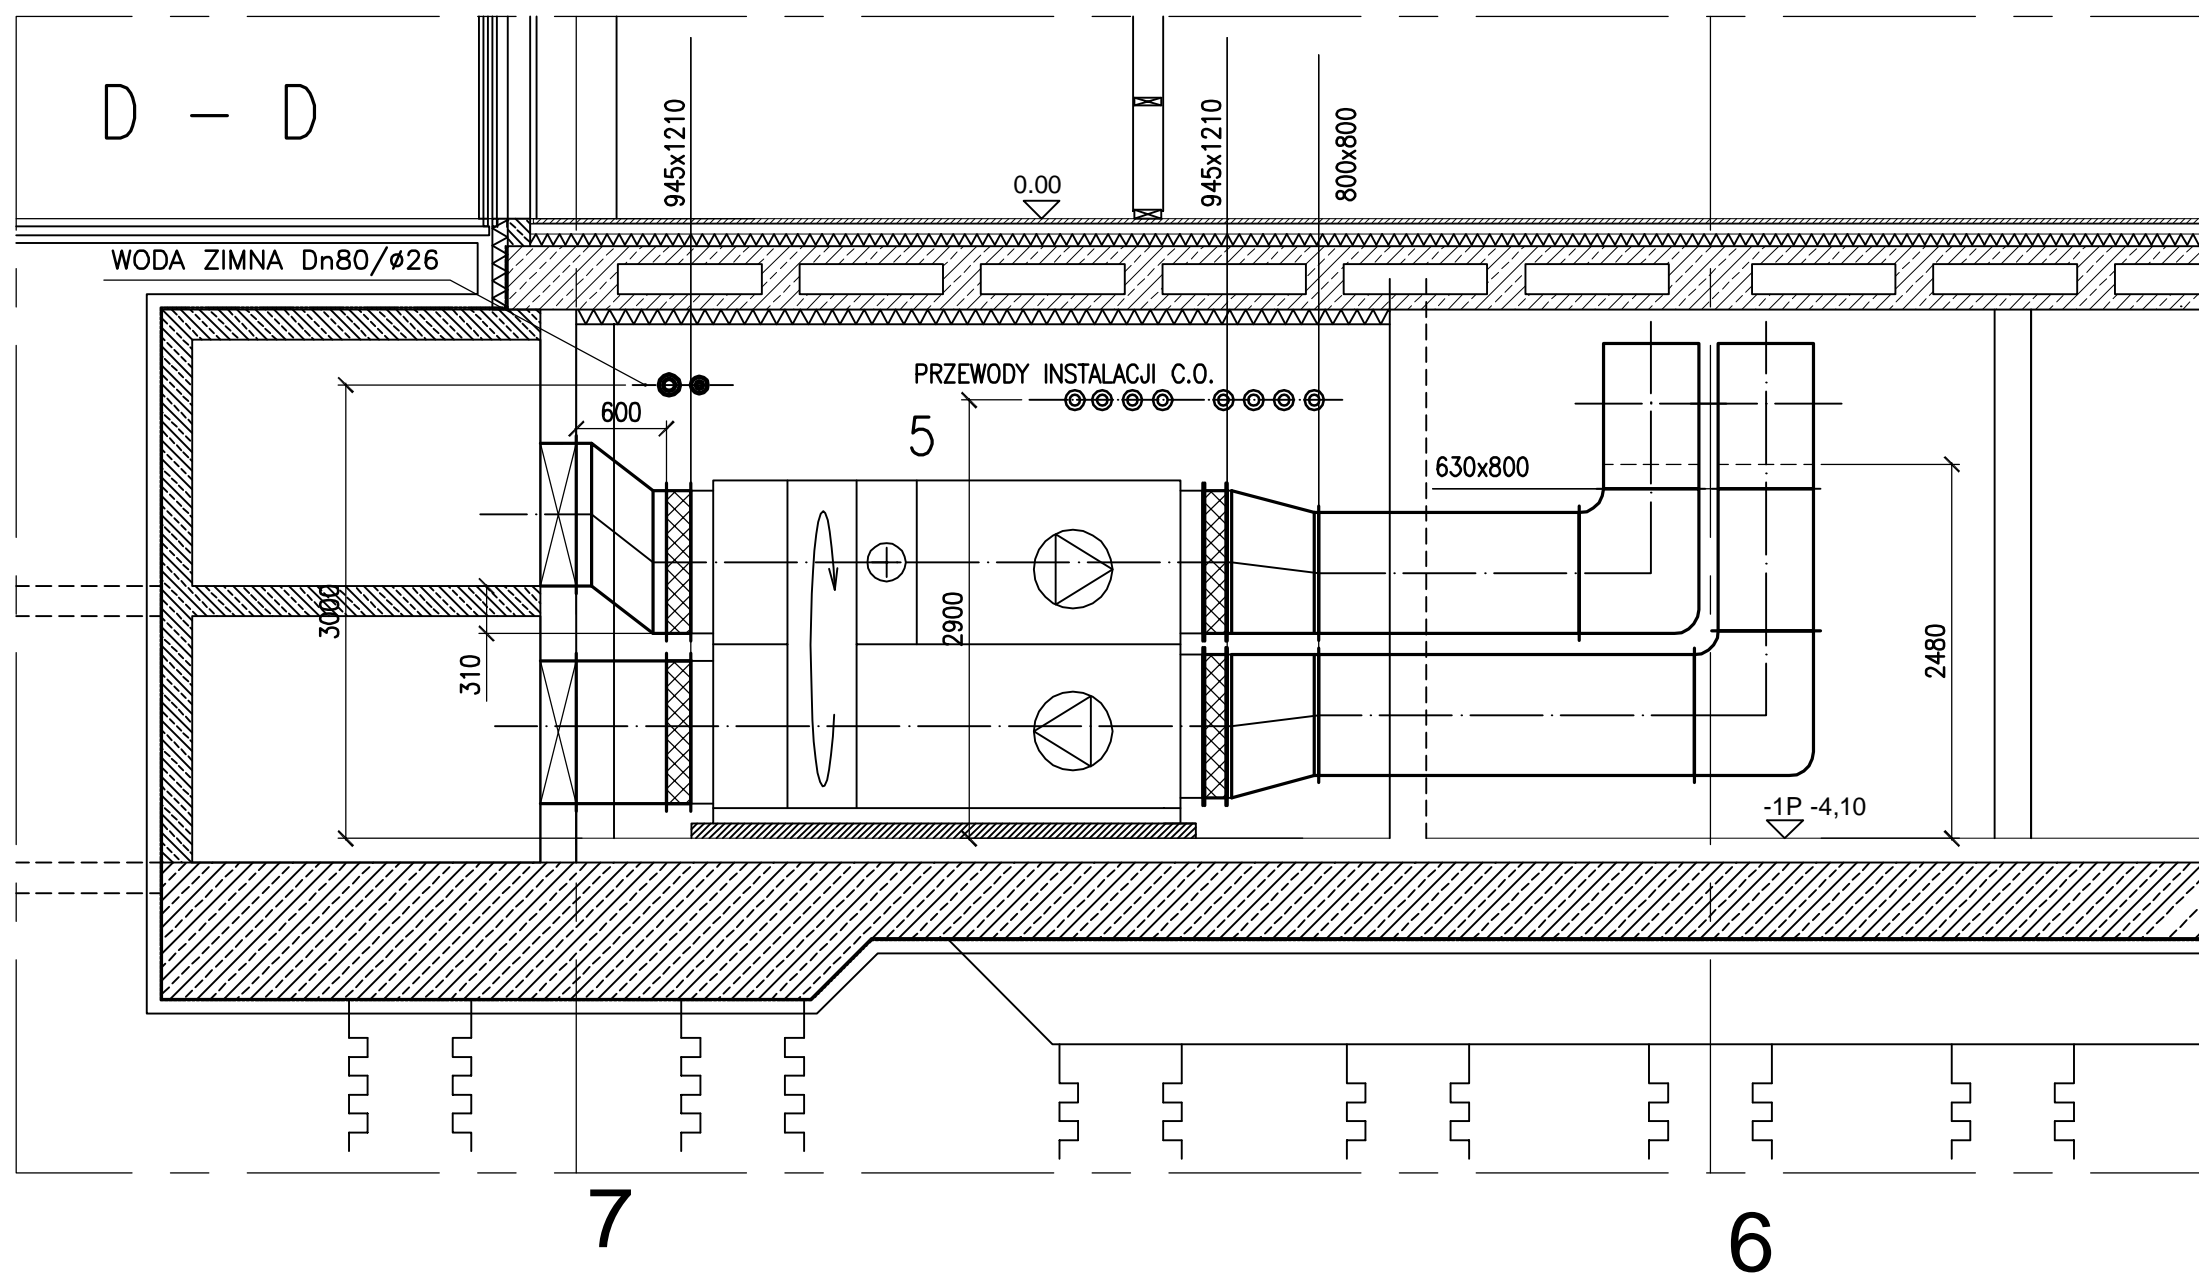 D – D
945x1210
945x1210
800x800
0.00
WODA ZIMNA Dn80/ø26
PRZEWODY INSTALACJI C.O.
600
5
630x800
3000
2900
310
2480
-1P -4,10
7
6